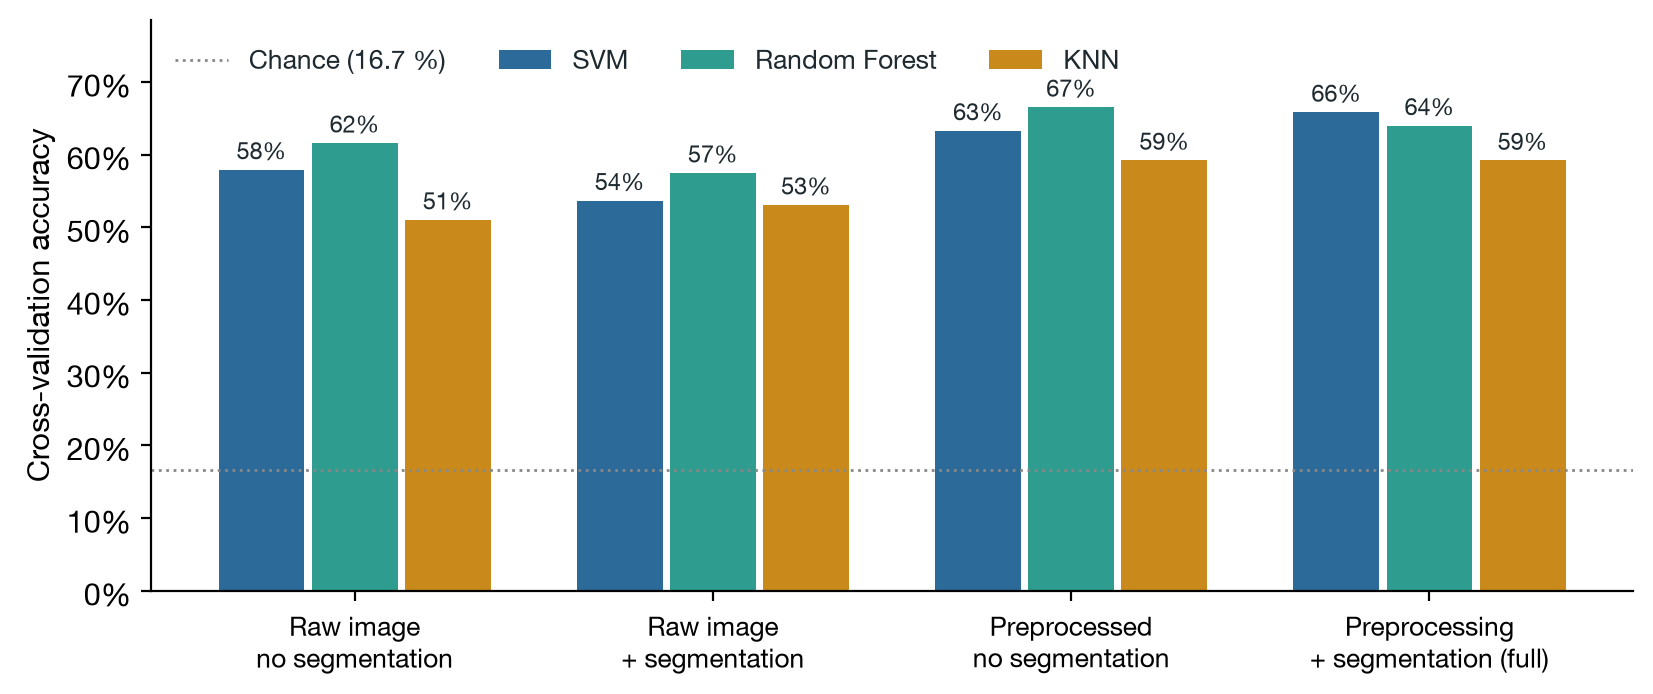 Chance (16.7 %) SVM Random Forest KNN
70%
60%
50%
40%
30%
20%
10%
0%
Cross-validation accuracy
58% 62% 51%
54% 57% 53%
63% 67% 59%
66% 64% 59%
Raw image
no segmentation
Raw image
+ segmentation
Preprocessed
no segmentation
Preprocessing
+ segmentation (full)